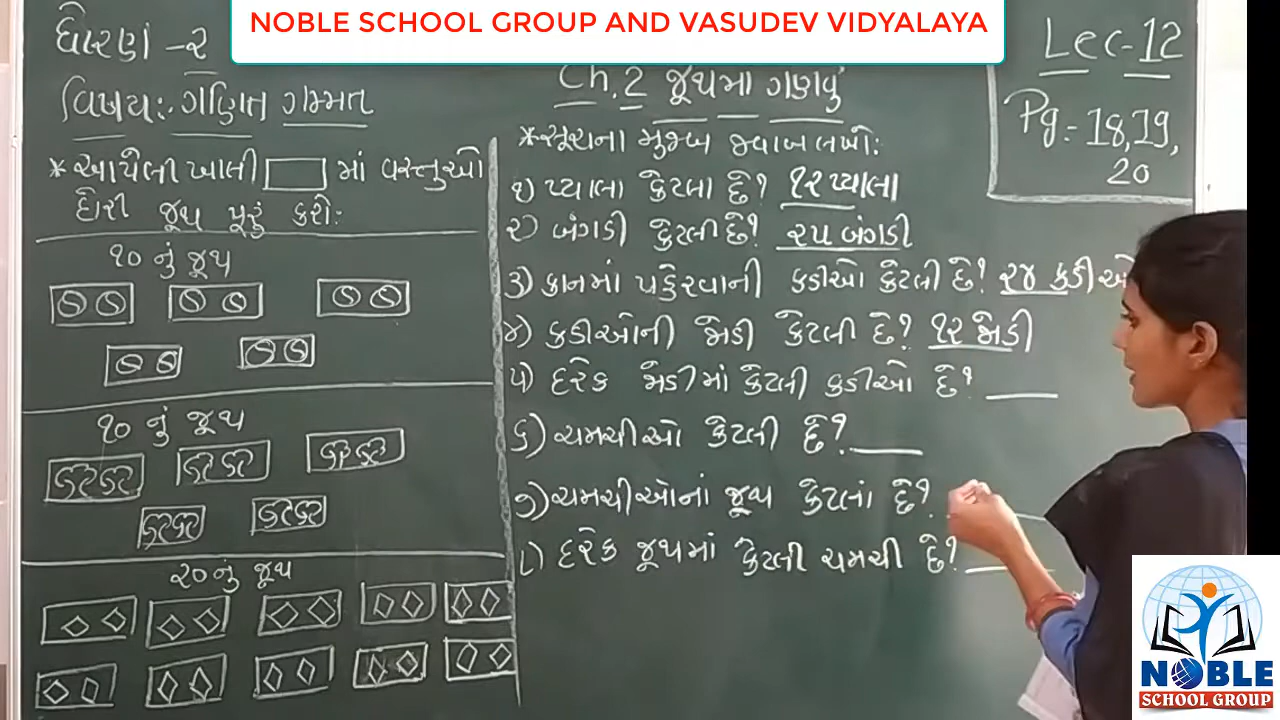 NOBLE SCHOOL GROUP AND VASUDEV VIDYALAYA
ધોરણ -૨
વિષય:- ગણિત ગમ્મત
*આપેલી ખાલી માં વસ્તુઓ
દોરી જૂથ પૂરું કરો:
૧૦ નું જૂથ
૧૦ નું જૂથ
૨૦ નું જૂથ
Ch. 2 જૂથમા ગણવું
*સૂચના મુજબ જવાબ લખો:
૧) પ્યાલા કેટલા છે? ૧૨ પ્યાલા
૨) બંગડી કેટલી છે? ૨૫ બંગડી
૩) કાનમાં પહેરવાની કડીઓ કેટલી છે? ૨૪ કડીઓ
૪) કડીઓની જોડી કેટલી છે? ૧૨ જોડી
૫) દરેક જોડીમાં કેટલી કડીઓ છે?
૬) ચમચીઓ કેટલી છે?
૭) ચમચીઓનાં જૂથ કેટલાં છે?
૮) દરેક જૂથમાં કેટલી ચમચી છે?
Lec-12
Pg:- 18,19,
20
NOBLE
SCHOOL GROUP